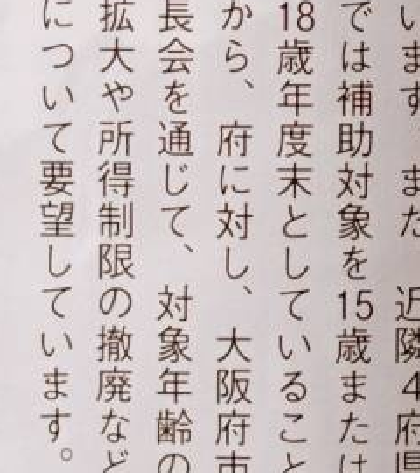 います　また　近隣4府県
では補助対象を15歳または
18歳年度末としていること
から、府に対し、大阪府市
長会を通じて、対象年齢の
拡大や所得制限の撤廃など
について要望しています。